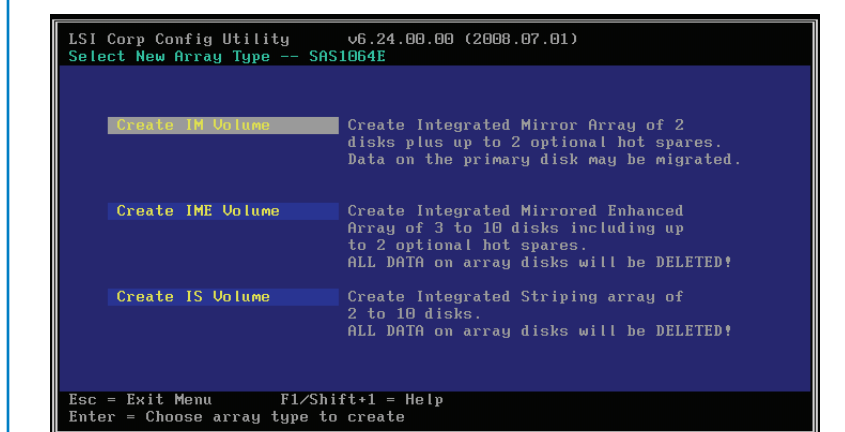 LSI Corp Config Utility v6.24.00.00 (2008.07.01)
Select New Array Type -- SAS1064E
Create IM Volume Create Integrated Mirror Array of 2
disks plus up to 2 optional hot spares.
Data on the primary disk may be migrated.
Create IME Volume Create Integrated Mirrored Enhanced
Array of 3 to 10 disks including up
to 2 optional hot spares.
ALL DATA on array disks will be DELETED!
Create IS Volume Create Integrated Striping array of
2 to 10 disks.
ALL DATA on array disks will be DELETED!
Esc = Exit Menu F1/Shift+1 = Help
Enter = Choose array type to create